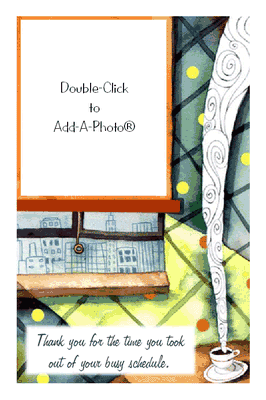 Double-Click
to
Add-A-Photo®
Thank you for the time you took
out of your busy schedule.